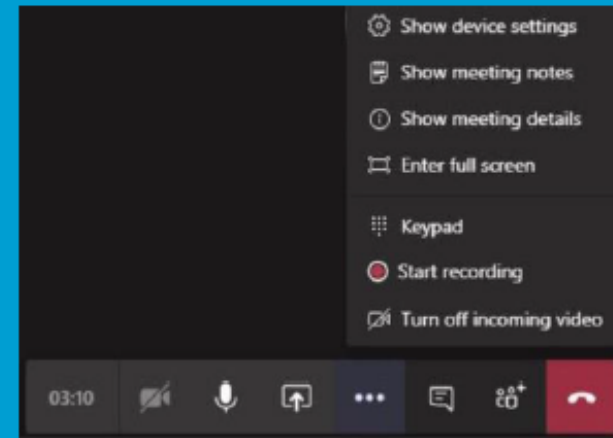 Show device settings
Show meeting notes
Show meeting details
Enter full screen
Keypad
Start recording
Turn off incoming video
03:10